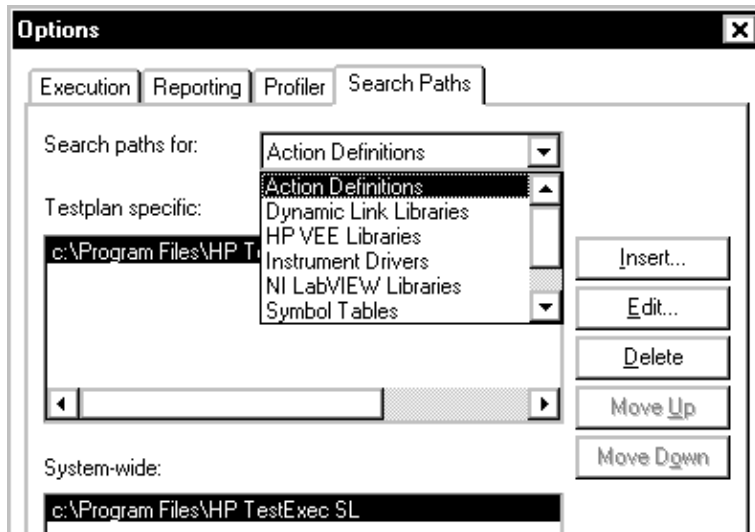 Options
Execution Reporting Profiler Search Paths
Search paths for:
Action Definitions
Action Definitions
Dynamic Link Libraries
HP VEE Libraries
Instrument Drivers
NI LabVIEW Libraries
Symbol Tables
Testplan specific:
c:\Program Files\HP
Insert...
Edit...
Delete
Move Up
Move Down
System-wide:
c:\Program Files\HP TestExec SL